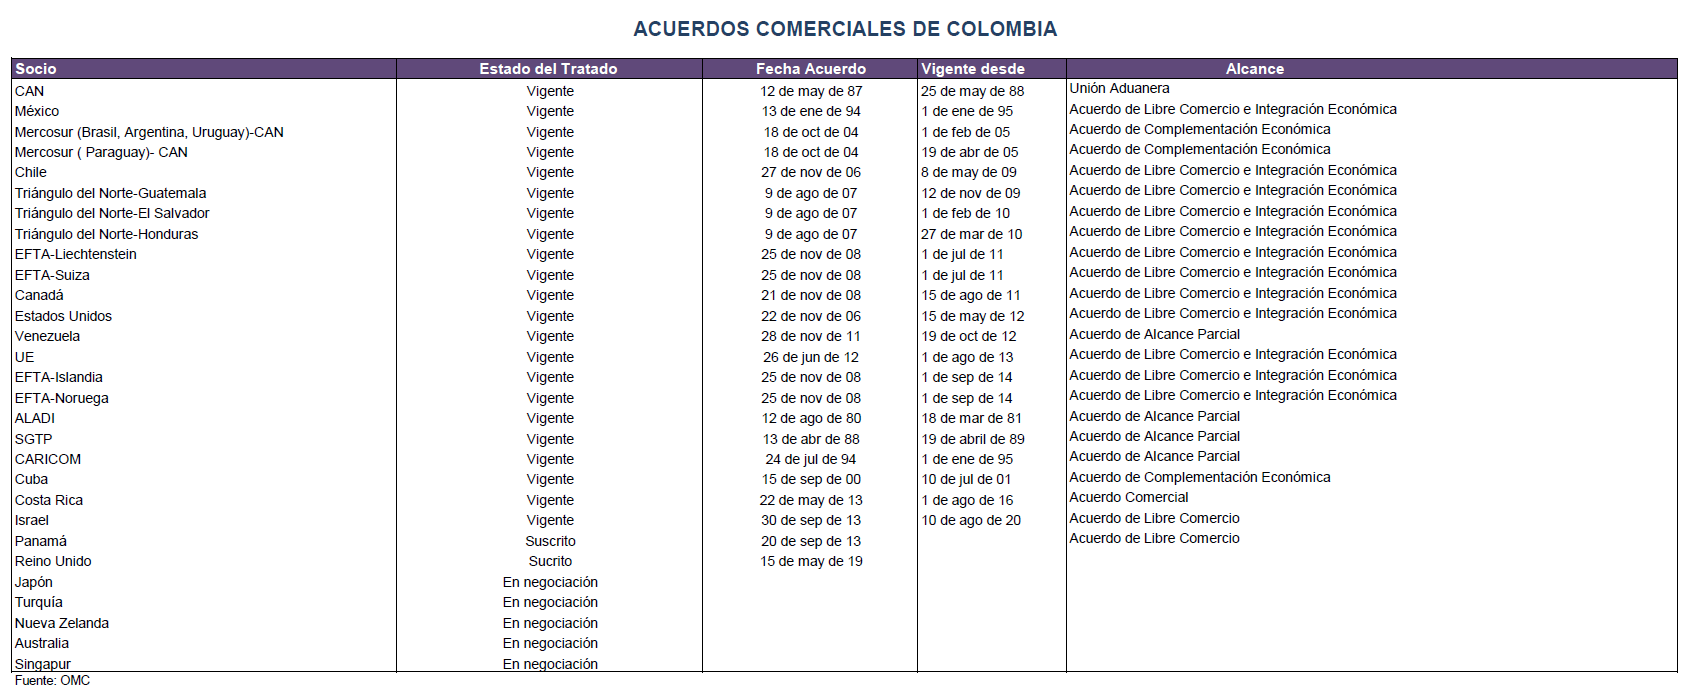 ACUERDOS COMERCIALES DE COLOMBIA
Socio Estado del Tratado Fecha Acuerdo Vigente desde Alcance
CAN Vigente 12 de may de 87 25 de may de 88 Unión Aduanera
México Vigente 13 de ene de 94 1 de ene de 95 Acuerdo de Libre Comercio e Integración Económica
Mercosur (Brasil, Argentina, Uruguay)-CAN Vigente 18 de oct de 04 1 de feb de 05 Acuerdo de Complementación Económica
Mercosur ( Paraguay)- CAN Vigente 18 de oct de 04 19 de abr de 05 Acuerdo de Complementación Económica
Chile Vigente 27 de nov de 06 8 de may de 09 Acuerdo de Libre Comercio e Integración Económica
Triángulo del Norte-Guatemala Vigente 9 de ago de 07 12 de nov de 09 Acuerdo de Libre Comercio e Integración Económica
Triángulo del Norte-El Salvador Vigente 9 de ago de 07 1 de feb de 10 Acuerdo de Libre Comercio e Integración Económica
Triángulo del Norte-Honduras Vigente 9 de ago de 07 27 de mar de 10 Acuerdo de Libre Comercio e Integración Económica
EFTA-Liechtenstein Vigente 25 de nov de 08 1 de jul de 11 Acuerdo de Libre Comercio e Integración Económica
EFTA-Suiza Vigente 25 de nov de 08 1 de jul de 11 Acuerdo de Libre Comercio e Integración Económica
Canadá Vigente 21 de nov de 08 15 de ago de 11 Acuerdo de Libre Comercio e Integración Económica
Estados Unidos Vigente 22 de nov de 06 15 de may de 12 Acuerdo de Libre Comercio e Integración Económica
Venezuela Vigente 28 de nov de 11 19 de oct de 12 Acuerdo de Alcance Parcial
UE Vigente 26 de jun de 12 1 de ago de 13 Acuerdo de Libre Comercio e Integración Económica
EFTA-Islandia Vigente 25 de nov de 08 1 de sep de 14 Acuerdo de Libre Comercio e Integración Económica
EFTA-Noruega Vigente 25 de nov de 08 1 de sep de 14 Acuerdo de Libre Comercio e Integración Económica
ALADI Vigente 12 de ago de 80 18 de mar de 81 Acuerdo de Alcance Parcial
SGTP Vigente 13 de abr de 88 19 de abril de 89 Acuerdo de Alcance Parcial
CARICOM Vigente 24 de jul de 94 1 de ene de 95 Acuerdo de Alcance Parcial
Cuba Vigente 15 de sep de 00 10 de jul de 01 Acuerdo de Complementación Económica
Costa Rica Vigente 22 de may de 13 1 de ago de 16 Acuerdo Comercial
Israel Vigente 30 de sep de 13 10 de ago de 20 Acuerdo de Libre Comercio
Panamá Suscrito 20 de sep de 13 Acuerdo de Libre Comercio
Reino Unido Sucrito 15 de may de 19
Japón En negociación
Turquía En negociación
Nueva Zelanda En negociación
Australia En negociación
Singapur En negociación
Fuente: OMC